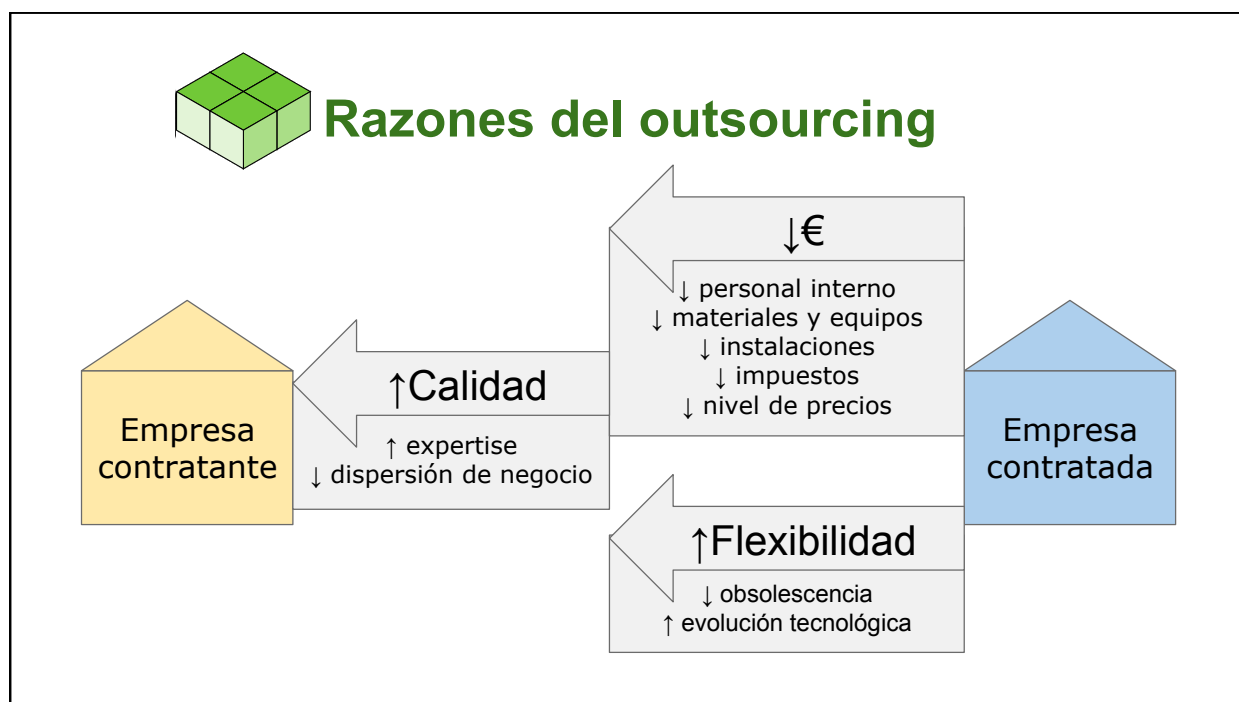 Razones del outsourcing
↓€
↓ personal interno
↓ materiales y equipos
↓ instalaciones
↓ impuestos
↓ nivel de precios
↑Calidad
↑ expertise
↓ dispersión de negocio
Empresa
contratante
Empresa
contratada
↑Flexibilidad
↓ obsolescencia
↑ evolución tecnológica